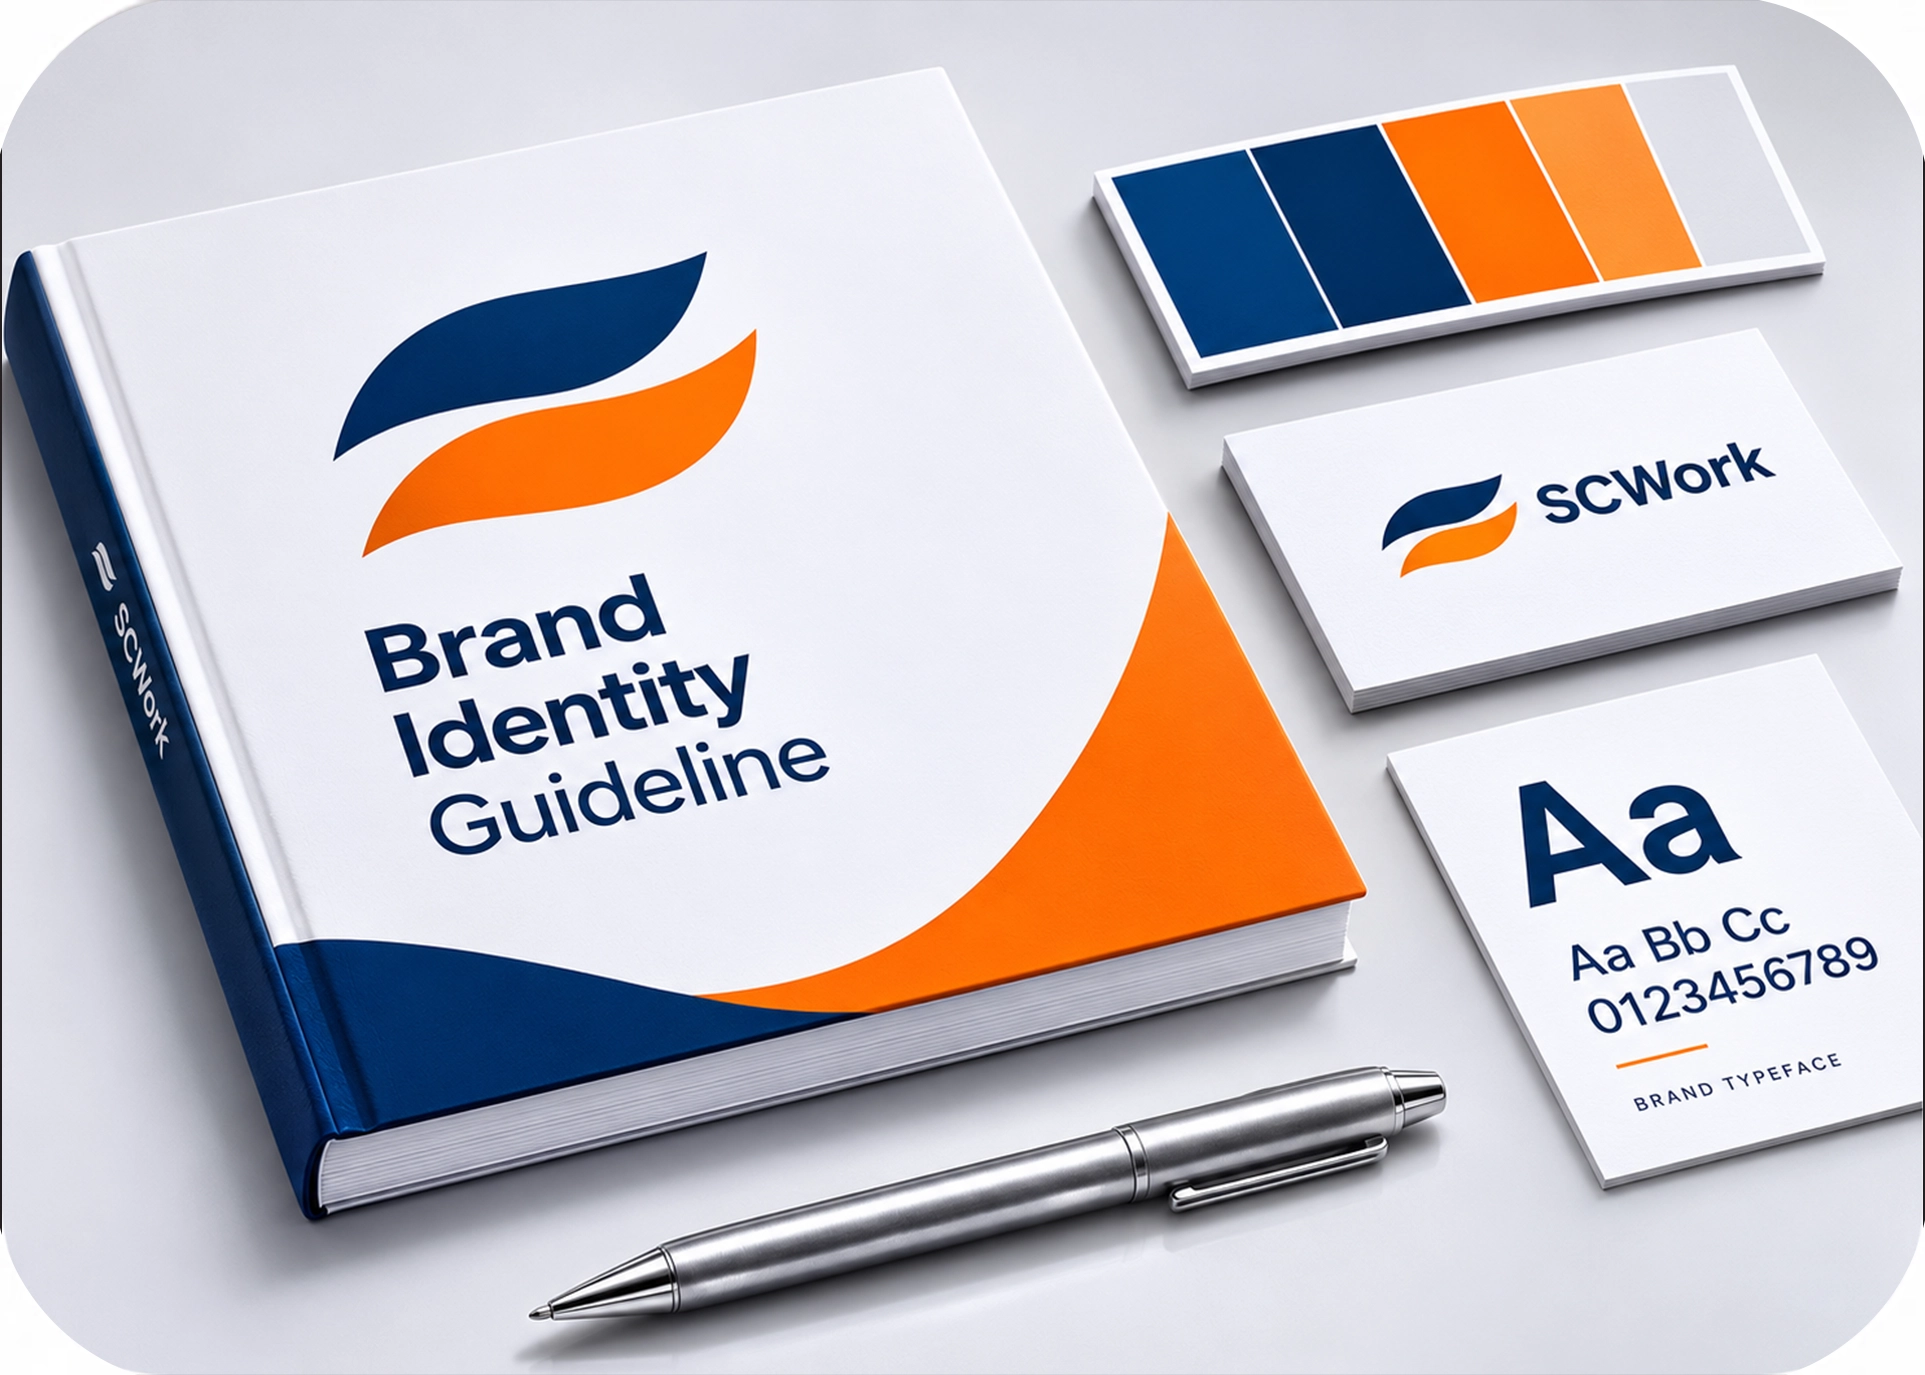 Brand
Identity
Guideline
SCWork
SCWork
Aa
Aa Bb Cc
0123456789
BRAND TYPEFACE